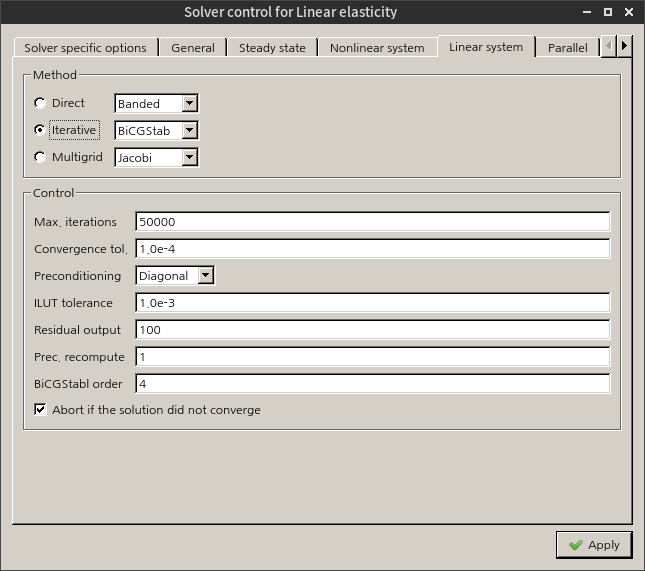 Solver control for Linear elasticity
Solver specific options General Steady state Nonlinear system Linear system Parallel
Method
Direct Banded
Iterative BiCGStab
Multigrid Jacobi
Control
Max. iterations 50000
Convergence tol. 1.0e-4
Preconditioning Diagonal
ILUT tolerance 1.0e-3
Residual output 100
Prec. recompute 1
BiCGStabl order 4
Abort if the solution did not converge
Apply